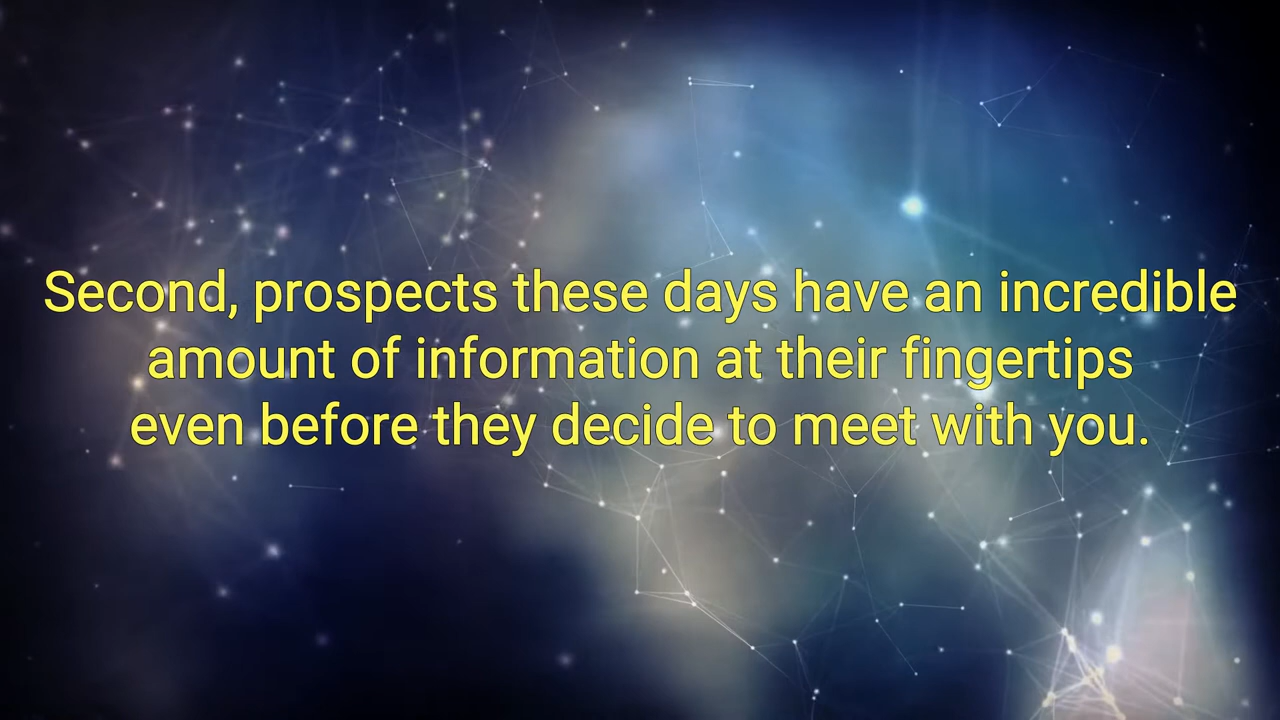 Second, prospects these days have an incredible
amount of information at their fingertips
even before they decide to meet with you.